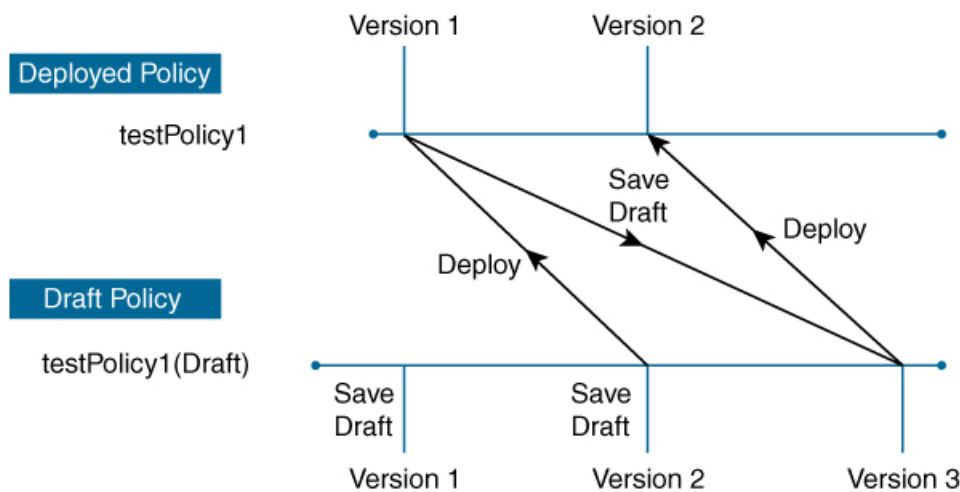 Version 1
Version 2
Deployed Policy
testPolicy1
Save
Draft
Deploy
Deploy
Draft Policy
testPolicy1(Draft)
Save
Draft
Save
Draft
Version 1
Version 2
Version 3